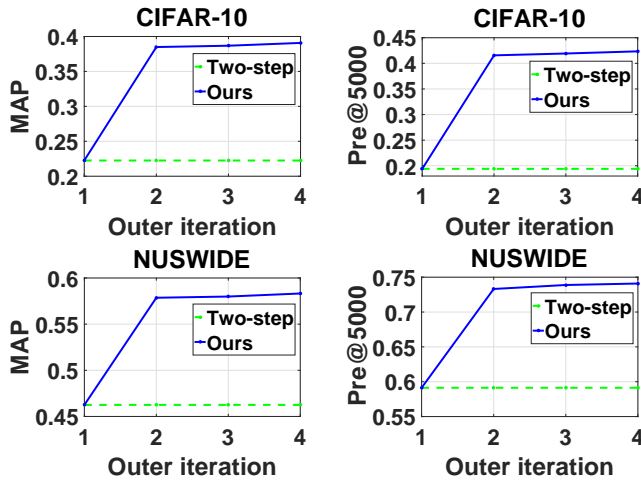 CIFAR-10
MAP
0.4
0.35
0.3
0.25
0.2
Two-step
Ours
1 2 3 4
Outer iteration
CIFAR-10
Pre@5000
0.45
0.4
0.35
0.3
0.25
0.2
Two-step
Ours
1 2 3 4
Outer iteration
NUSWIDE
MAP
0.6
0.55
0.5
0.45
Two-step
Ours
1 2 3 4
Outer iteration
NUSWIDE
Pre@5000
0.75
0.7
0.65
0.6
0.55
Two-step
Ours
1 2 3 4
Outer iteration